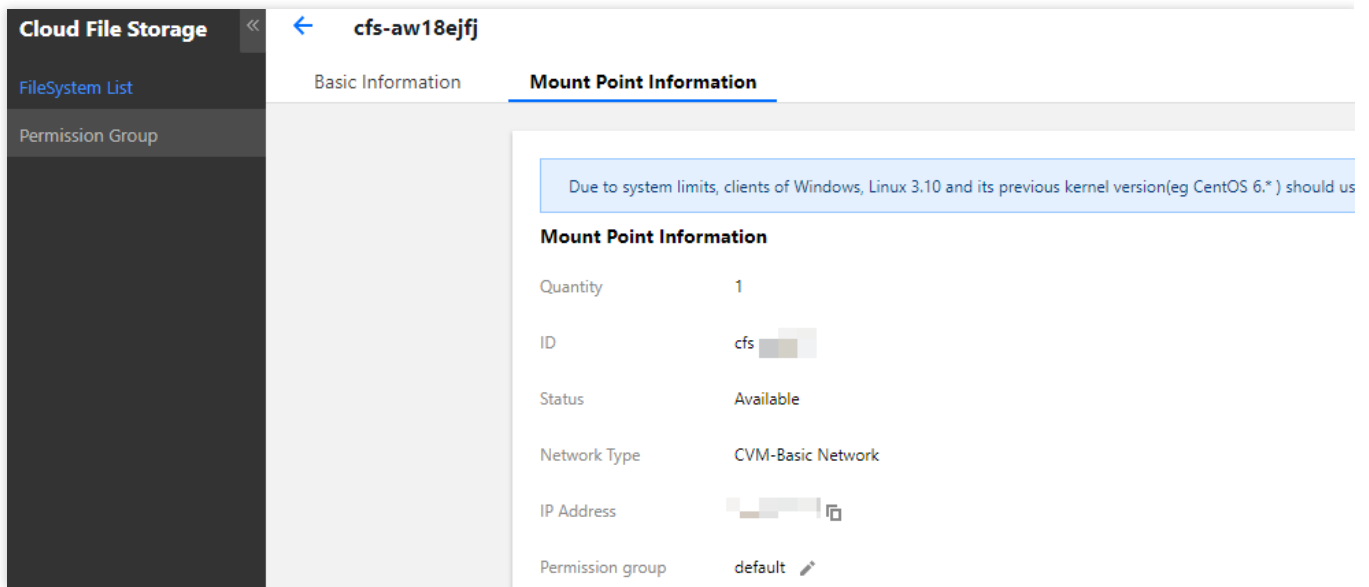 Cloud File Storage
cfs-aw18ejfj
FileSystem List
Basic Information
Mount Point Information
Permission Group
Due to system limits, clients of Windows, Linux 3.10 and its previous kernel version(eg CentOS 6.* ) should us
Mount Point Information
Quantity 1
ID cfs
Status Available
Network Type CVM-Basic Network
IP Address
Permission group default